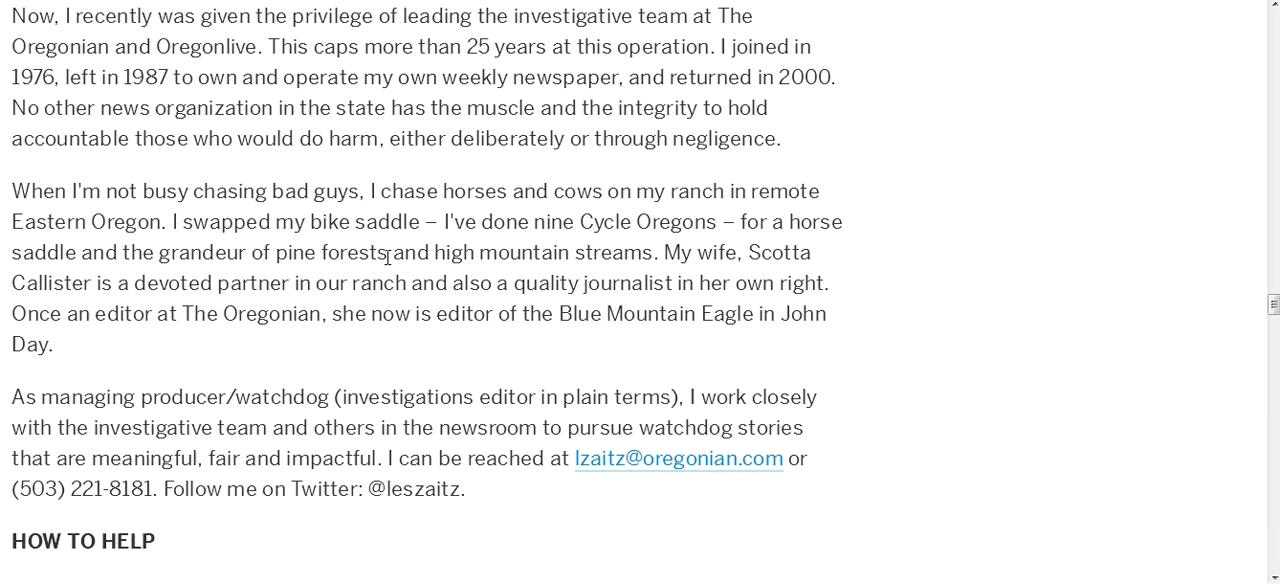 Now, I recently was given the privilege of leading the investigative team at The
Oregonian and Oregonlive. This caps more than 25 years at this operation. I joined in
1976, left in 1987 to own and operate my own weekly newspaper, and returned in 2000.
No other news organization in the state has the muscle and the integrity to hold
accountable those who would do harm, either deliberately or through negligence.
When I'm not busy chasing bad guys, I chase horses and cows on my ranch in remote
Eastern Oregon. I swapped my bike saddle – I've done nine Cycle Oregons – for a horse
saddle and the grandeur of pine forests and high mountain streams. My wife, Scotta
Callister is a devoted partner in our ranch and also a quality journalist in her own right.
Once an editor at The Oregonian, she now is editor of the Blue Mountain Eagle in John
Day.
As managing producer/watchdog (investigations editor in plain terms), I work closely
with the investigative team and others in the newsroom to pursue watchdog stories
that are meaningful, fair and impactful. I can be reached at lzaitz@oregonian.com or
(503) 221-8181. Follow me on Twitter: @leszaitz.
HOW TO HELP